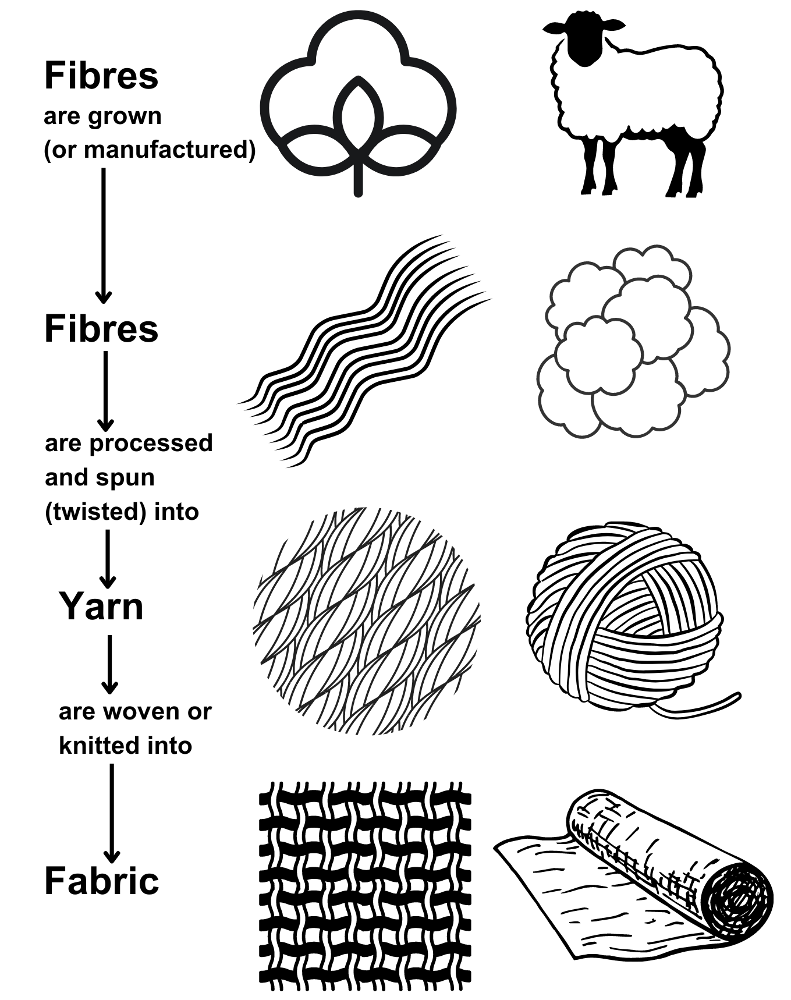 Fibres
are grown
(or manufactured)
Fibres
are processed
and spun
(twisted) into
Yarn
are woven or
knitted into
Fabric